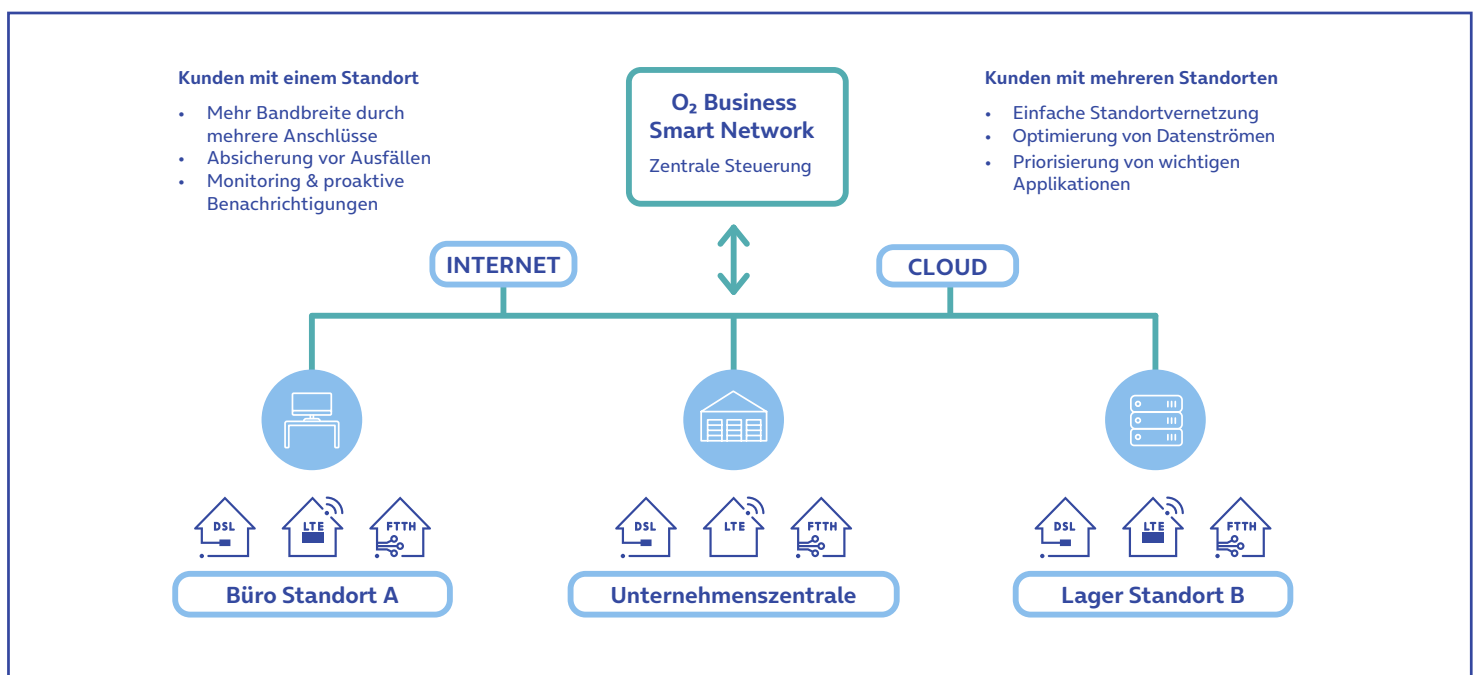 Kunden mit einem Standort
• Mehr Bandbreite durch
mehrere Anschlüsse
• Absicherung vor Ausfällen
• Monitoring & proaktive
Benachrichtigungen
O₂ Business
Smart Network
Zentrale Steuerung
Kunden mit mehreren Standorten
• Einfache Standortvernetzung
• Optimierung von Datenströmen
• Priorisierung von wichtigen
Applikationen
INTERNET
CLOUD
DSL
LTE
FTTH
DSL
LTE
FTTH
DSL
LTE
FTTH
Büro Standort A
Unternehmenszentrale
Lager Standort B